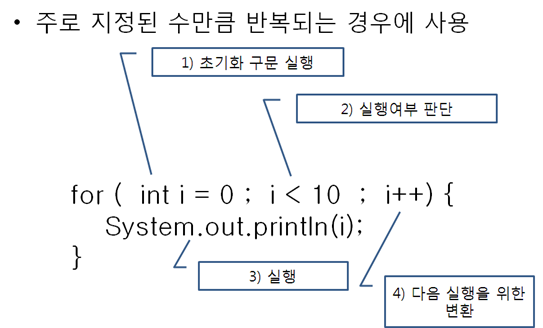 • 주로 지정된 수만큼 반복되는 경우에 사용
1) 초기화 구문 실행
2) 실행여부 판단
for ( int i = 0 ; i < 10 ; i++) {
System.out.println(i);
}
3) 실행
4) 다음 실행을 위한
변환